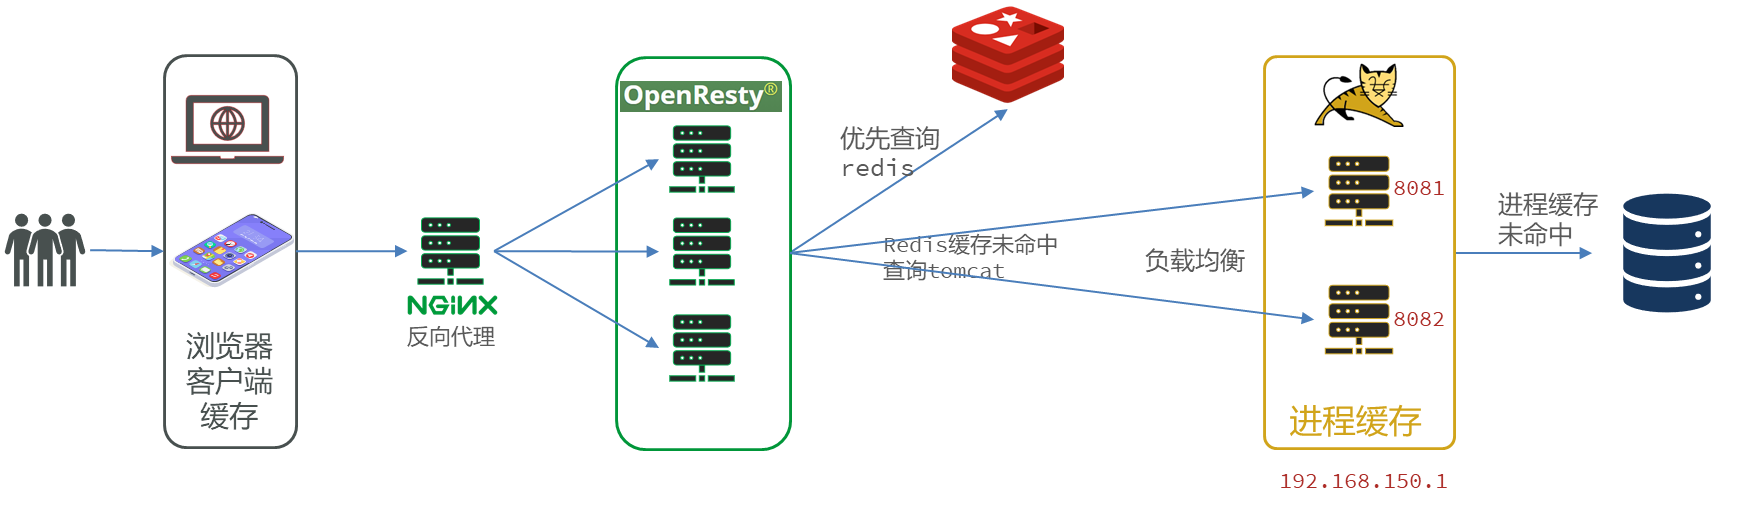 浏览器
客户端
缓存
NGINX
反向代理
OpenResty®
优先查询
redis
Redis缓存未命中
查询tomcat
负载均衡
8081
8082
进程缓存
192.168.150.1
进程缓存
未命中